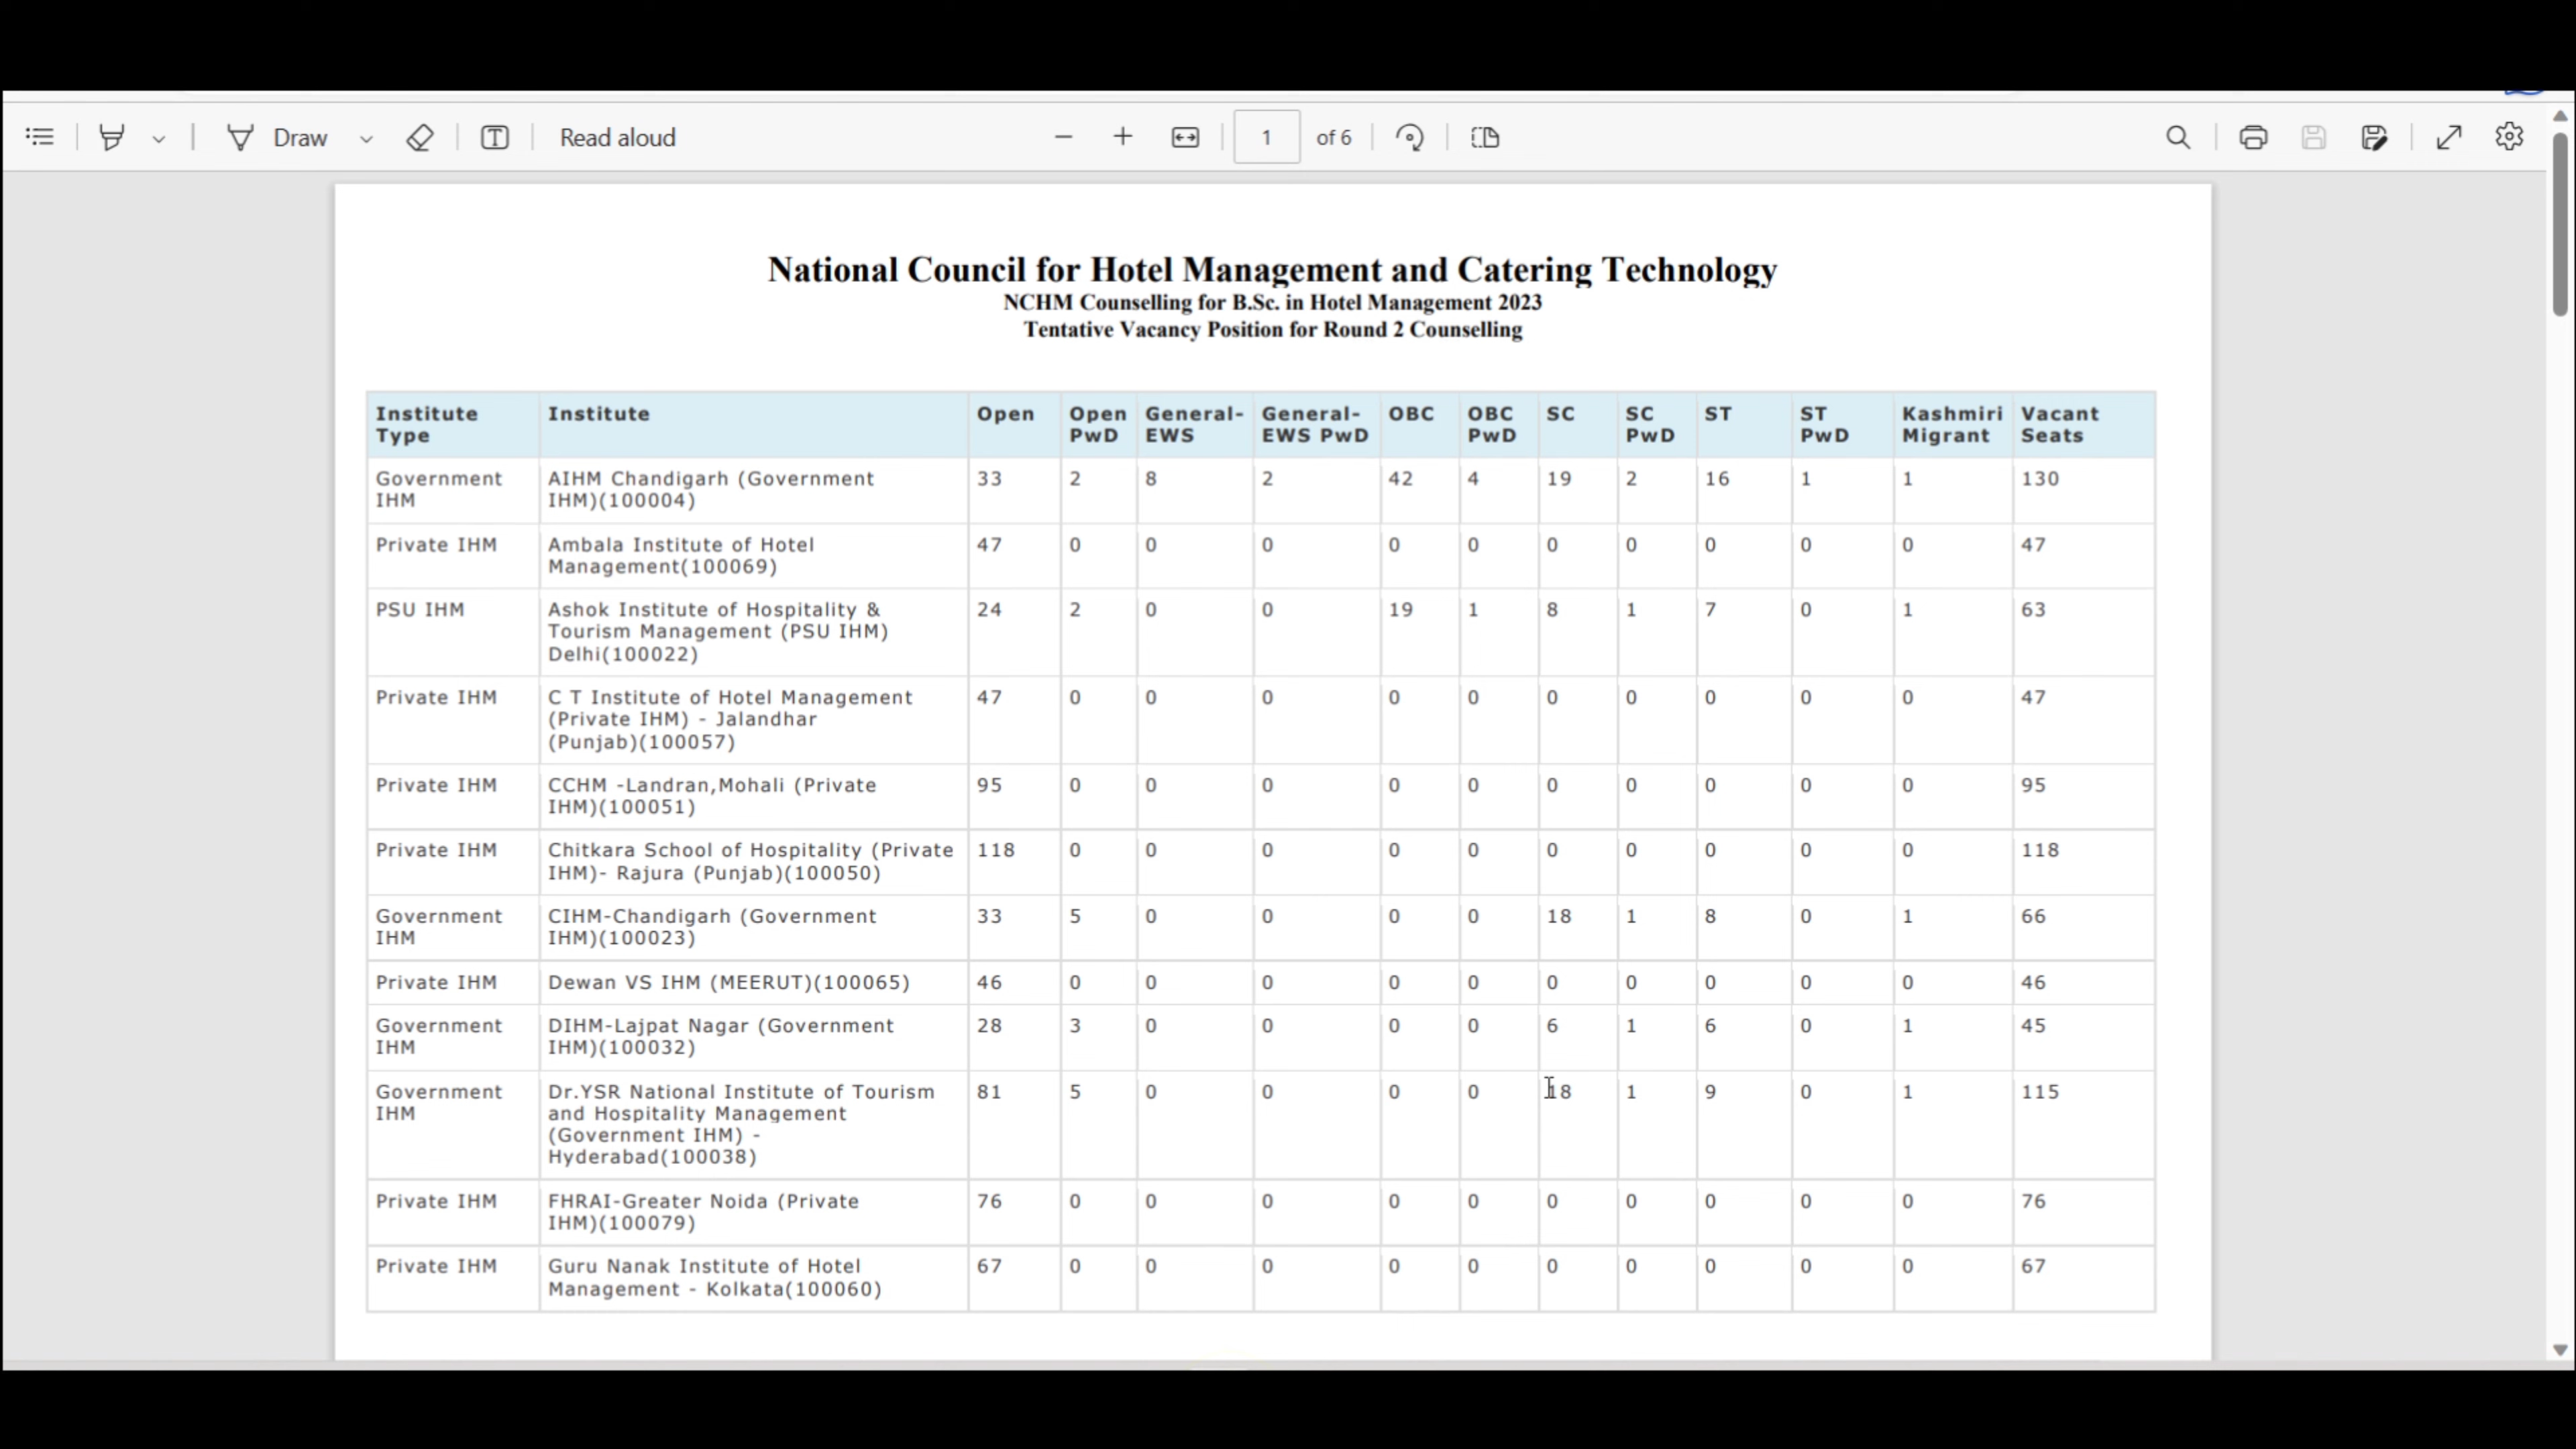 Draw
Read aloud
1 of 6
National Council for Hotel Management and Catering Technology
NCHM Counselling for B.Sc. in Hotel Management 2023
Tentative Vacancy Position for Round 2 Counselling
Institute Type Institute Open Open PwD General-EWS General-EWS PwD OBC OBC PwD SC SC PwD ST ST PwD Kashmiri Migrant Vacant Seats
Government IHM AIHM Chandigarh (Government IHM)(100004) 33 2 8 2 42 4 19 2 16 1 1 130
Private IHM Ambala Institute of Hotel Management(100069) 47 0 0 0 0 0 0 0 0 0 0 47
PSU IHM Ashok Institute of Hospitality & Tourism Management (PSU IHM) Delhi(100022) 24 2 0 0 19 1 8 1 7 0 1 63
Private IHM C T Institute of Hotel Management (Private IHM) - Jalandhar (Punjab)(100057) 47 0 0 0 0 0 0 0 0 0 0 47
Private IHM CCHM -Landran,Mohali (Private IHM)(100051) 95 0 0 0 0 0 0 0 0 0 0 95
Private IHM Chitkara School of Hospitality (Private IHM)- Rajura (Punjab)(100050) 118 0 0 0 0 0 0 0 0 0 0 118
Government IHM CIHM-Chandigarh (Government IHM)(100023) 33 5 0 0 0 0 18 1 8 0 1 66
Private IHM Dewan VS IHM (MEERUT)(100065) 46 0 0 0 0 0 0 0 0 0 0 46
Government IHM DIHM-Lajpat Nagar (Government IHM)(100032) 28 3 0 0 0 0 6 1 6 0 1 45
Government IHM Dr.YSR National Institute of Tourism and Hospitality Management (Government IHM) - Hyderabad(100038) 81 5 0 0 0 0 18 1 9 0 1 115
Private IHM FHRAI-Greater Noida (Private IHM)(100079) 76 0 0 0 0 0 0 0 0 0 0 76
Private IHM Guru Nanak Institute of Hotel Management - Kolkata(100060) 67 0 0 0 0 0 0 0 0 0 0 67